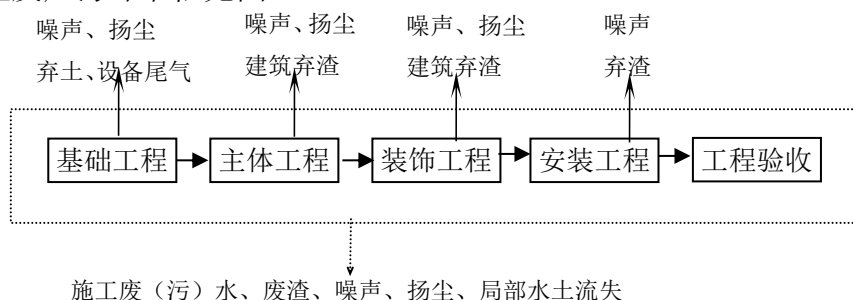 噪声、扬尘
弃土、设备尾气
噪声、扬尘
建筑弃渣
噪声、扬尘
建筑弃渣
噪声
弃渣
基础工程
主体工程
装饰工程
安装工程
工程验收
施工废（污）水、废渣、噪声、扬尘、局部水土流失